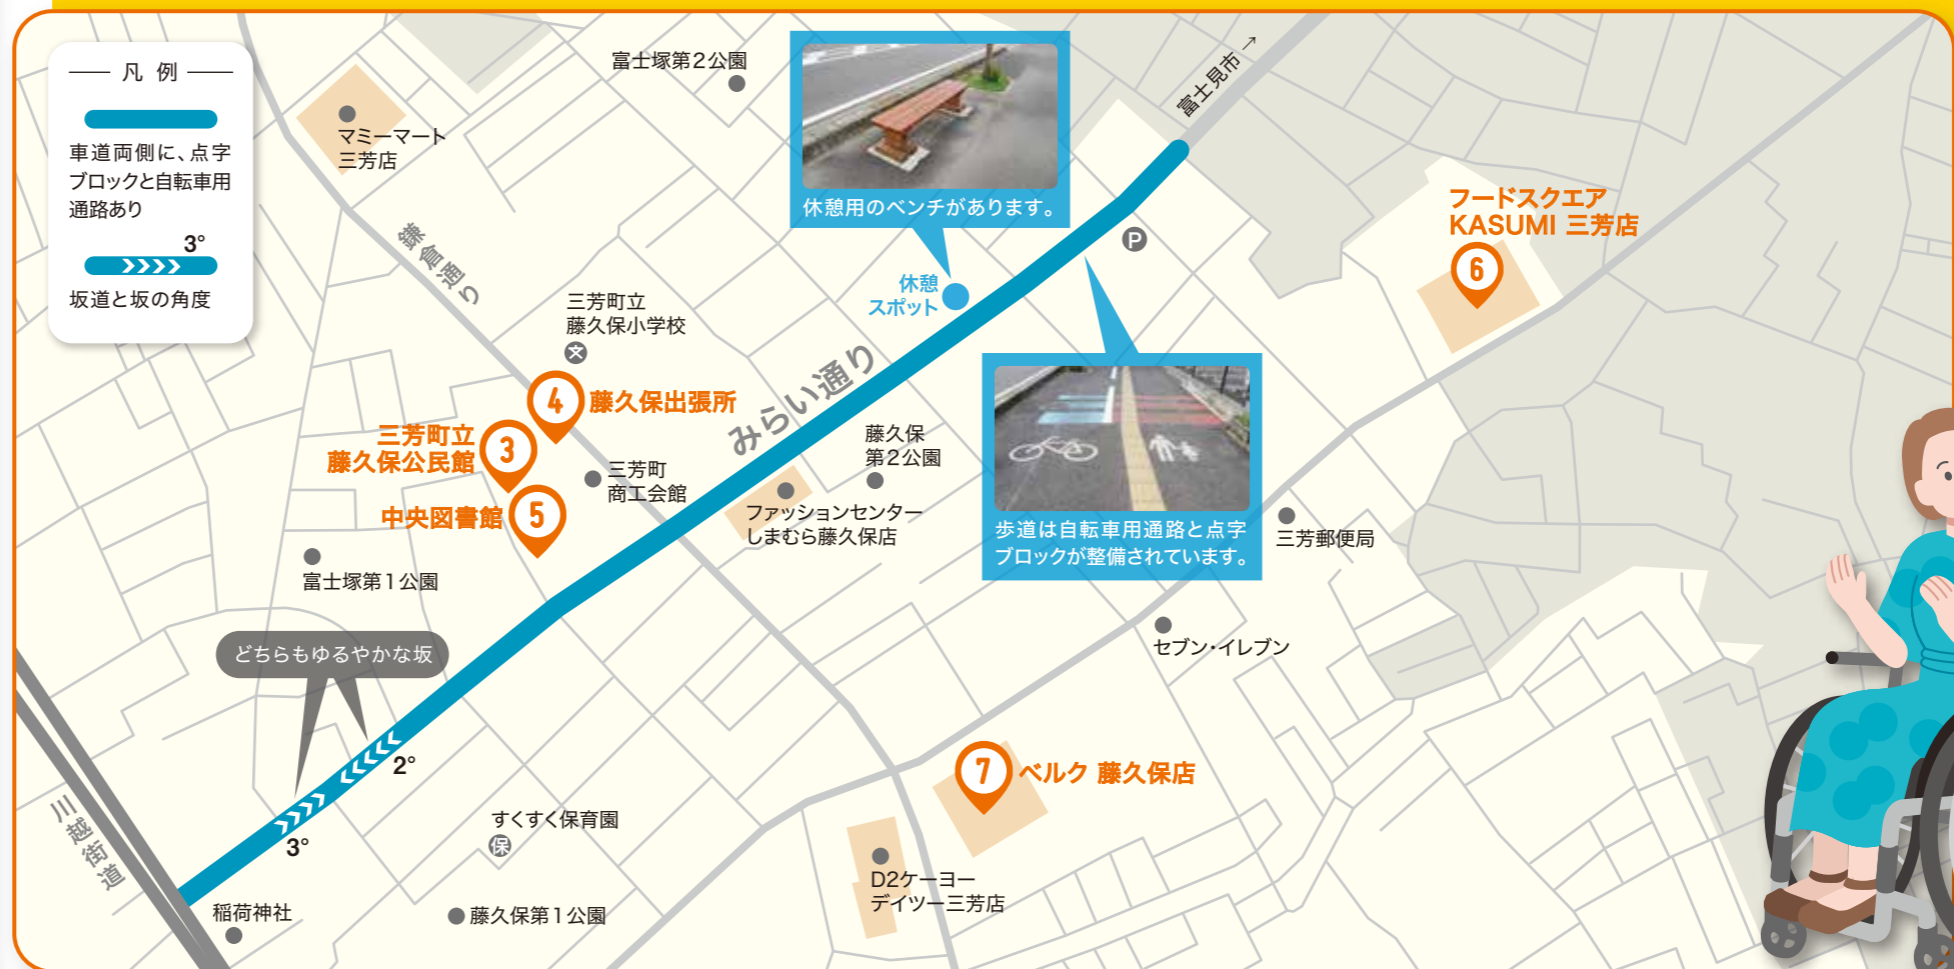 凡 例
車道両側に、点字
ブロックと自転車用
通路あり
3°
坂道と坂の角度
マミーマート
三芳店
富士塚第2公園
休憩用のベンチがあります。
富士見市→
鎌倉通り
三芳町立
藤久保小学校
文
休憩
スポット
P
フードスクエア
KASUMI 三芳店
6
4
藤久保出張所
みらい通り
三芳町立
藤久保公民館
3
三芳町
商工会館
藤久保
第2公園
中央図書館
5
ファッションセンター
しまむら藤久保店
歩道は自転車用通路と点字
ブロックが整備されています。
三芳郵便局
富士塚第1公園
セブン・イレブン
どちらもゆるやかな坂
2°
3°
川越街道
すくすく保育園
保
7
ベルク 藤久保店
D2ケーヨー
デイツー三芳店
稲荷神社
藤久保第1公園